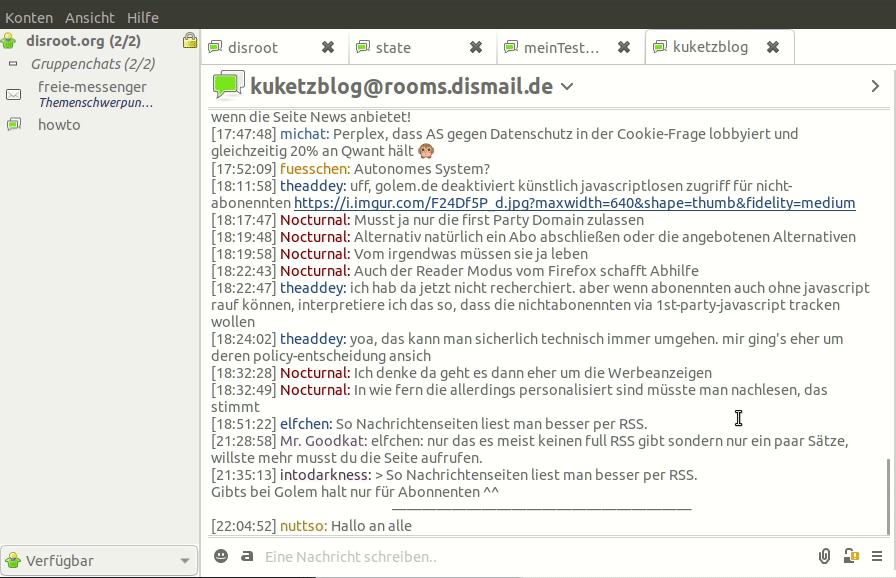 Konten Ansicht Hilfe
disroot.org (2/2)
Gruppenchats (2/2)
freie-messenger
Themenschwerpun...
howto
Verfügbar
disroot state meinTest... kuketzblog
kuketzblog@rooms.dismail.de
wenn die Seite News anbietet!
[17:47:48] michat: Perplex, dass AS gegen Datenschutz in der Cookie-Frage lobbyiert und
gleichzeitig 20% an Qwant hält 🙊
[17:52:09] fuesschen: Autonomes System?
[18:11:58] theaddey: uff, golem.de deaktiviert künstlich javascriptlosen zugriff für nicht-
abonnenten https://i.imgur.com/F24Df5P_d.jpg?maxwidth=640&shape=thumb&fidelity=medium
[18:17:47] Nocturnal: Musst ja nur die first Party Domain zulassen
[18:19:48] Nocturnal: Alternativ natürlich ein Abo abschließen oder die angebotenen Alternativen
[18:19:58] Nocturnal: Vom irgendwas müssen sie ja leben
[18:22:43] Nocturnal: Auch der Reader Modus vom Firefox schafft Abhilfe
[18:22:47] theaddey: ich hab da jetzt nicht recherchiert. aber wenn abonnenten auch ohne javascript
rauf können, interpretiere ich das so, dass die nichtabonnenten via 1st-party-javascript tracken
wollen
[18:24:02] theaddey: yoa, das kann man sicherlich technisch immer umgehen. mir ging's eher um
deren policy-entscheidung ansich
[18:32:28] Nocturnal: Ich denke da geht es dann eher um die Werbeanzeigen
[18:32:49] Nocturnal: In wie fern die allerdings personalisiert sind müsste man nachlesen, das
stimmt
[18:51:22] elfchen: So Nachrichtenseiten liest man besser per RSS.
[21:28:58] Mr. Goodkat: elfchen: nur das es meist keinen full RSS gibt sondern nur ein paar Sätze,
willste mehr musst du die Seite aufrufen.
[21:35:13] intodarkness: > So Nachrichtenseiten liest man besser per RSS.
Gibts bei Golem halt nur für Abonnenten ^^
[22:04:52] nuttso: Hallo an alle
a Eine Nachricht schreiben..